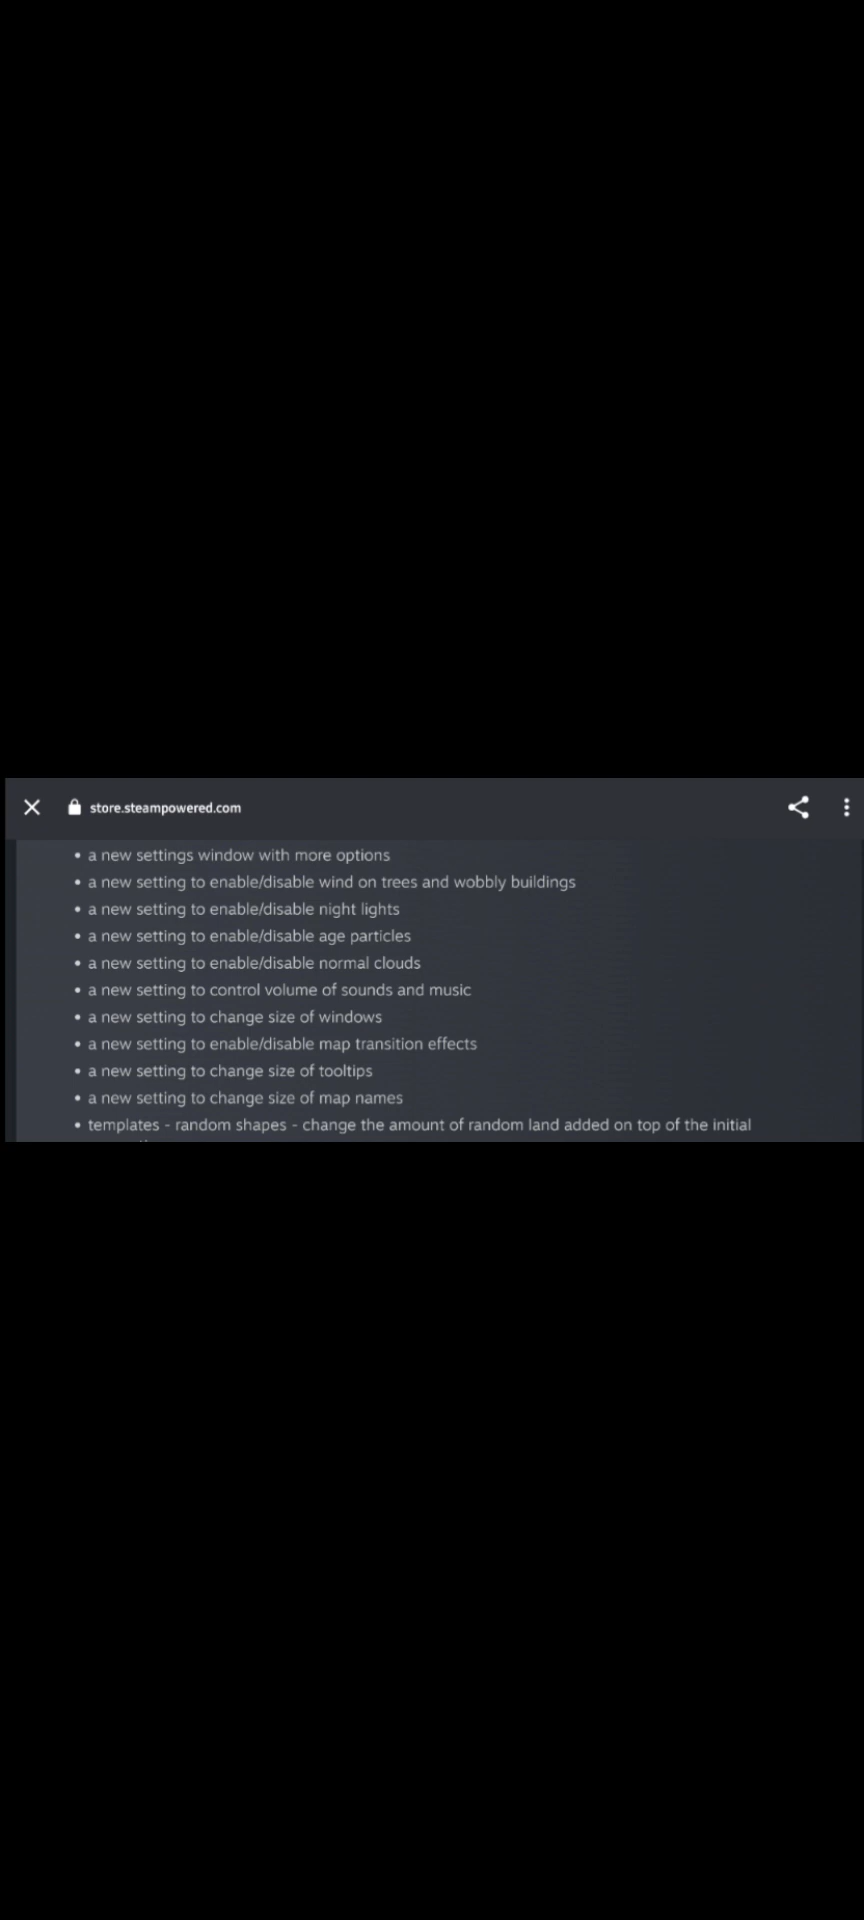 store.steampowered.com
• a new settings window with more options
• a new setting to enable/disable wind on trees and wobbly buildings
• a new setting to enable/disable night lights
• a new setting to enable/disable age particles
• a new setting to enable/disable normal clouds
• a new setting to control volume of sounds and music
• a new setting to change size of windows
• a new setting to enable/disable map transition effects
• a new setting to change size of tooltips
• a new setting to change size of map names
• templates - random shapes - change the amount of random land added on top of the initial